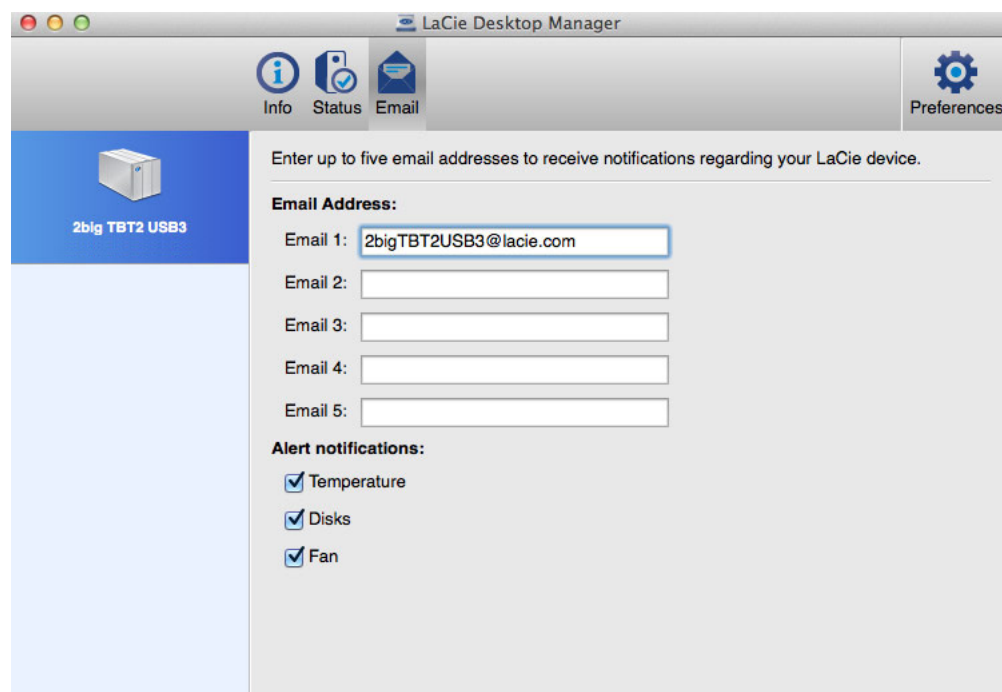 LaCie Desktop Manager
Info Status Email Preferences
2big TBT2 USB3
Enter up to five email addresses to receive notifications regarding your LaCie device.
Email Address:
Email 1: 2bigTBT2USB3@lacie.com
Email 2:
Email 3:
Email 4:
Email 5:
Alert notifications:
Temperature
Disks
Fan